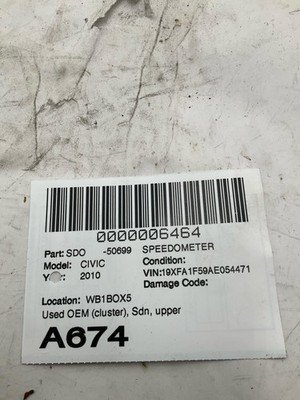 0000006464
Part: SDO -50699 SPEEDOMETER
Model: CIVIC Condition:
2010 VIN:19XFA1F59AE054471
Damage Code:
Location: WB1BOX5
Used OEM (cluster), Sdn, upper
A674